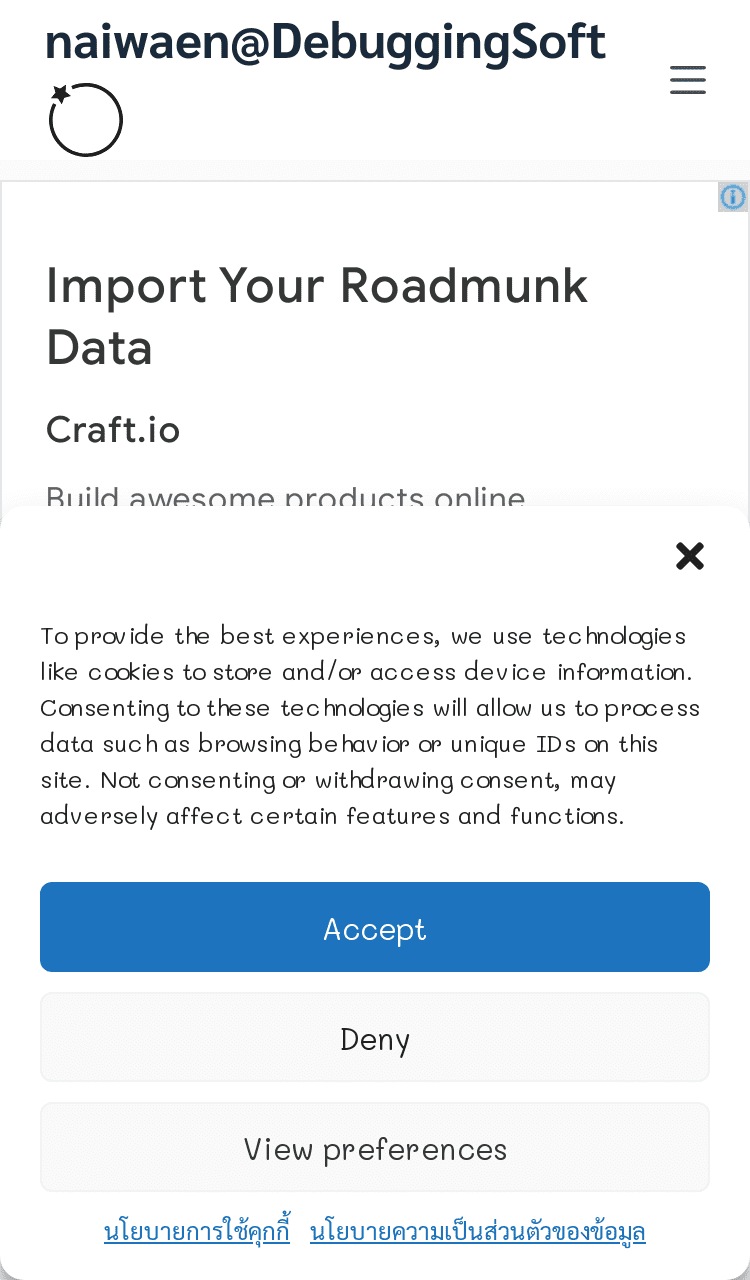 naiwaen@DebuggingSoft
Import Your Roadmunk
Data
Craft.io
Build awesome products online
To provide the best experiences, we use technologies
like cookies to store and/or access device information.
Consenting to these technologies will allow us to process
data such as browsing behavior or unique IDs on this
site. Not consenting or withdrawing consent, may
adversely affect certain features and functions.
Accept
Deny
View preferences
นโยบายการใช้คุกกี้ นโยบายความเป็นส่วนตัวของข้อมูล